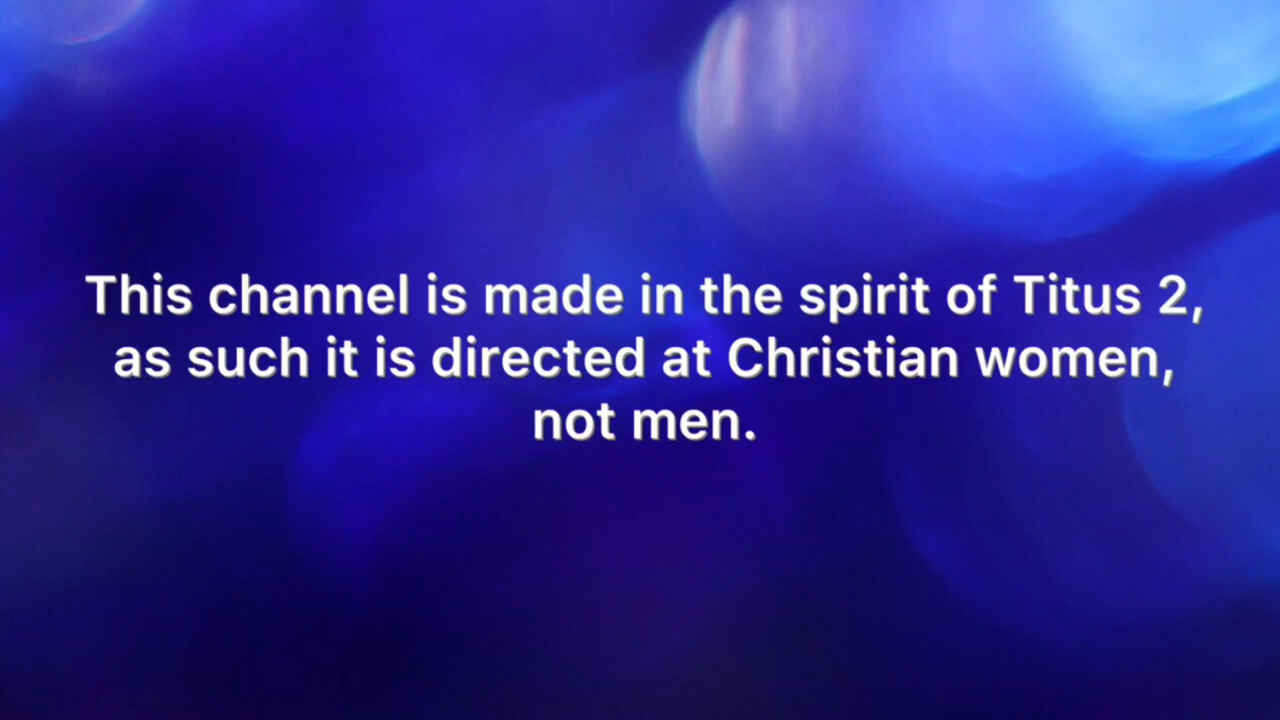 This channel is made in the spirit of Titus 2,
as such it is directed at Christian women,
not men.